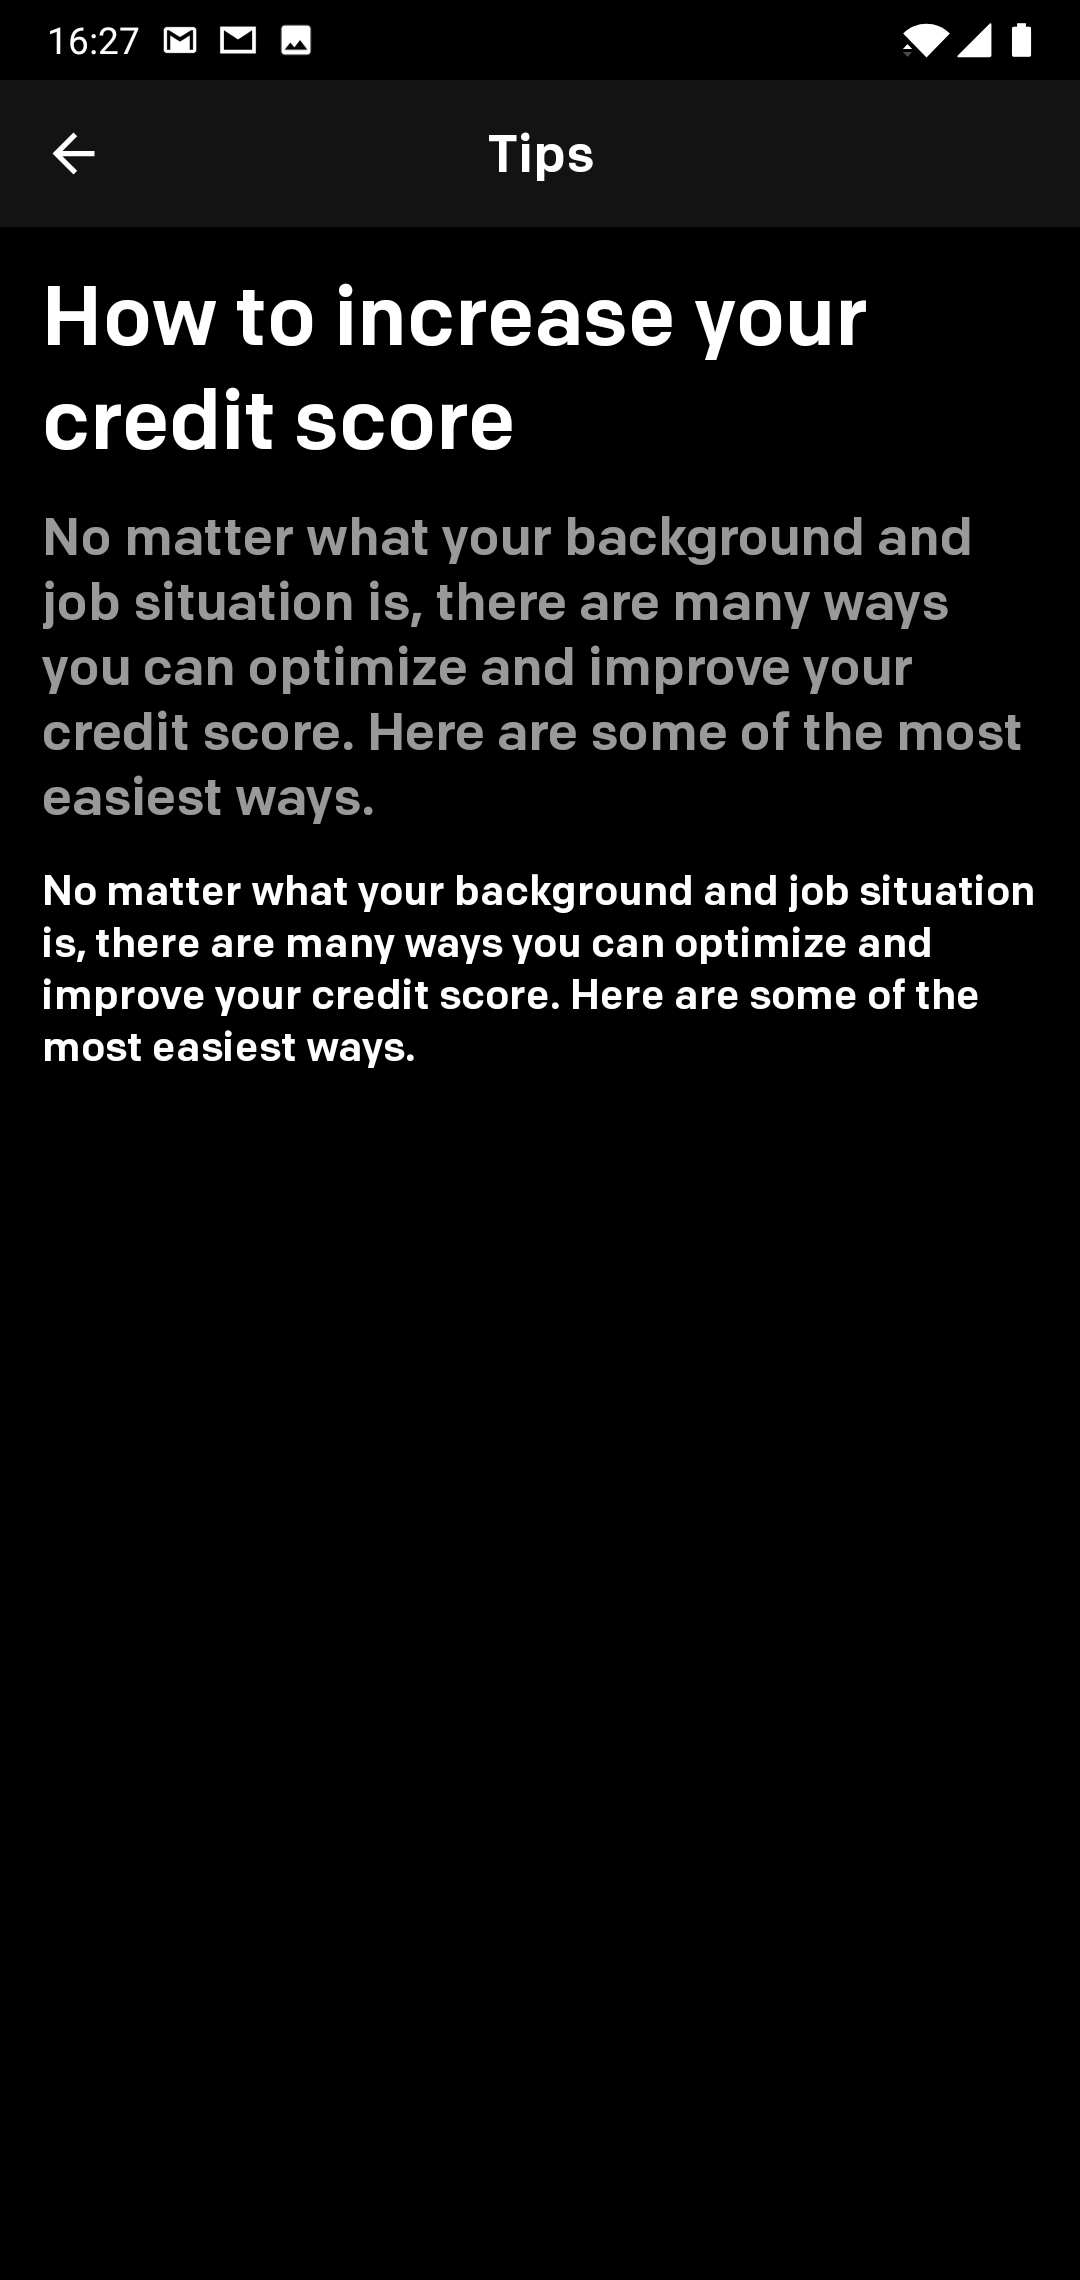 16:27
Tips
How to increase your
credit score
No matter what your background and
job situation is, there are many ways
you can optimize and improve your
credit score. Here are some of the most
easiest ways.
No matter what your background and job situation
is, there are many ways you can optimize and
improve your credit score. Here are some of the
most easiest ways.